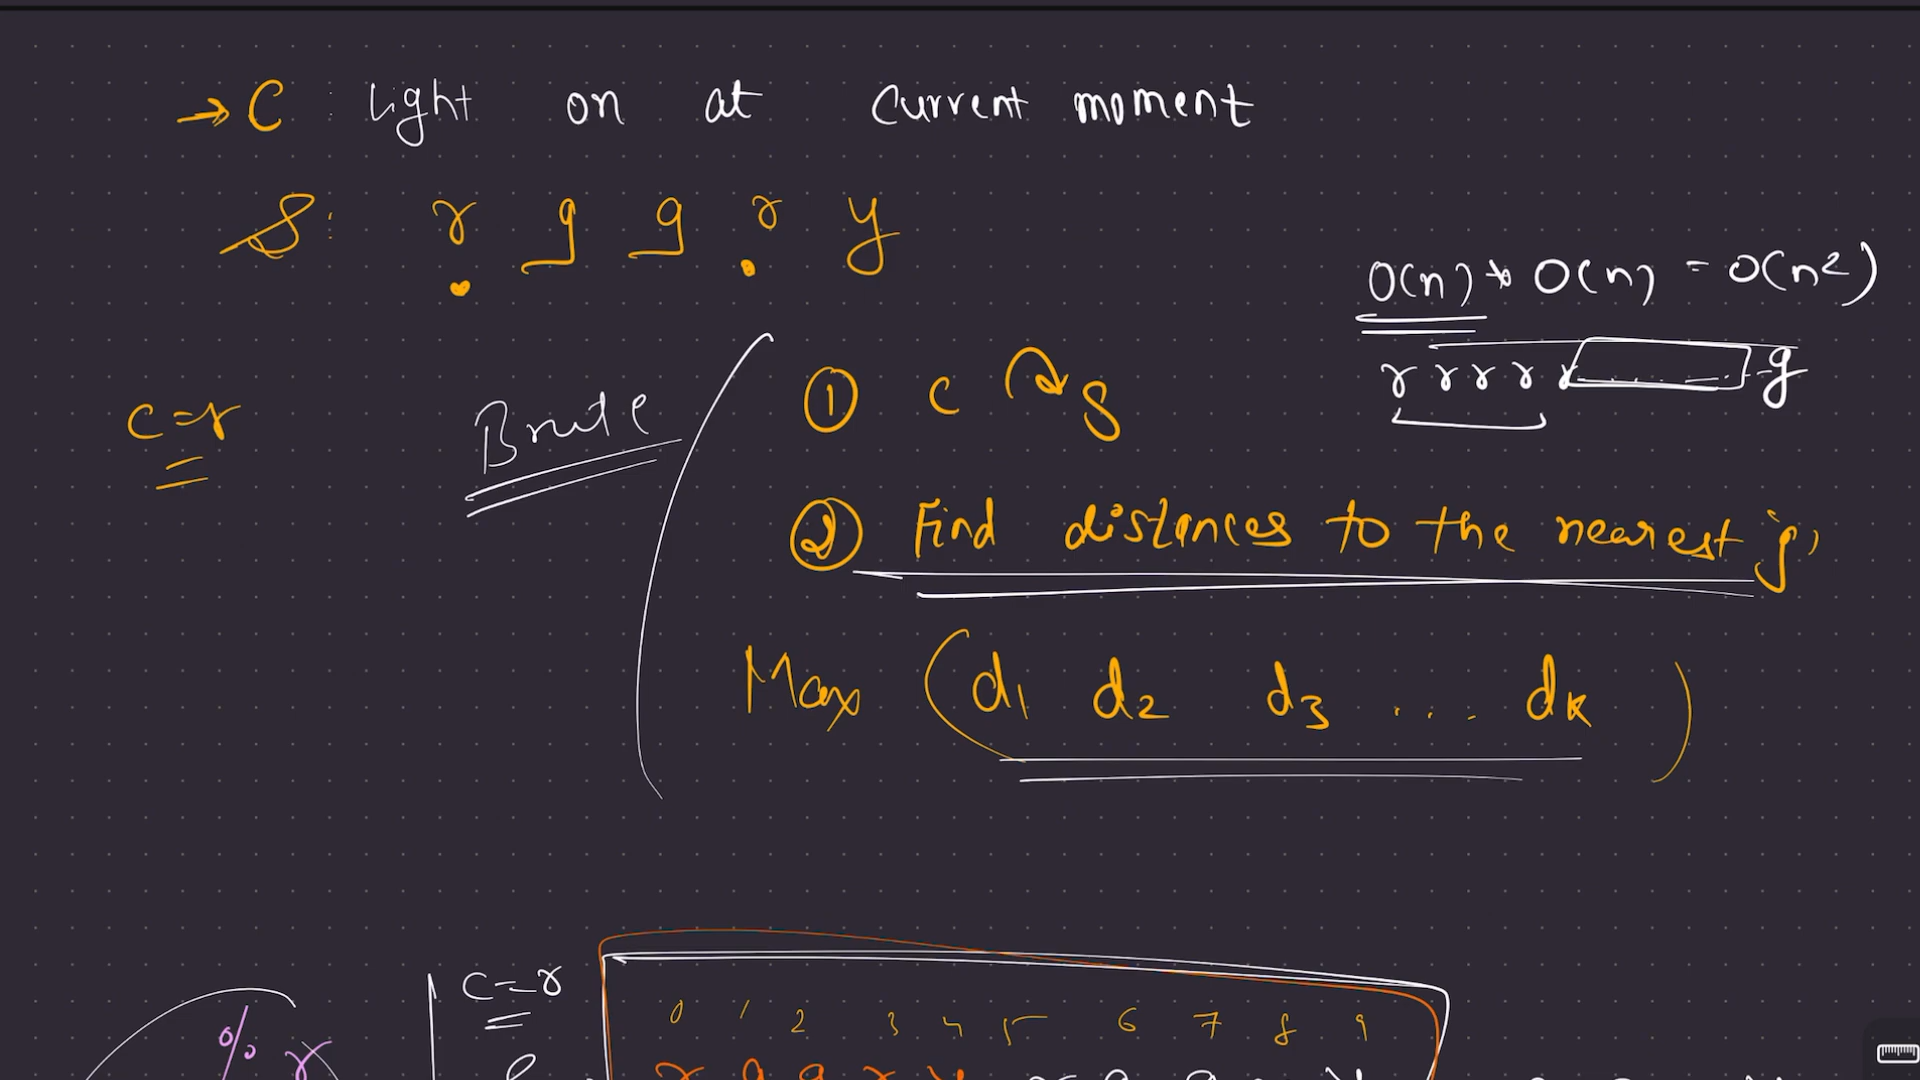 → C : Light on at current moment
S: r g g r y
O(n) * O(n) = O(n²)
r r r r r ....... g
c=r
Brute
① c ↷ S
② Find distances to the nearest 'g'
Max (d₁ d₂ d₃ ... dₖ)
c=r
0 1 2 3 4 5 6 7 8 9
% r
r g g r y